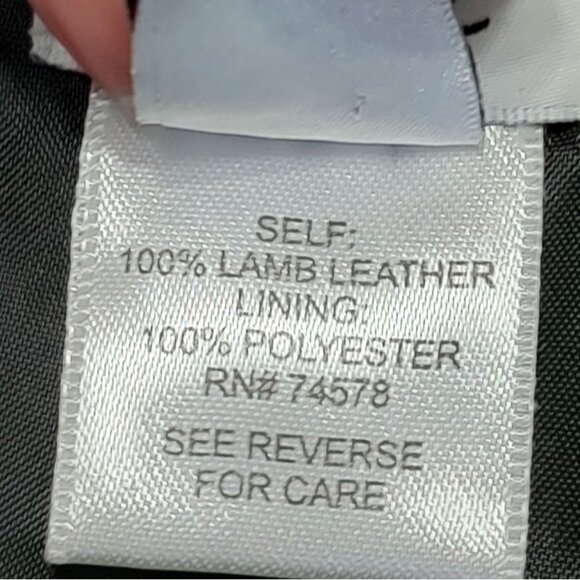 SELF:
100% LAMB LEATHER
LINING:
100% POLYESTER
RN# 74578
SEE REVERSE
FOR CARE